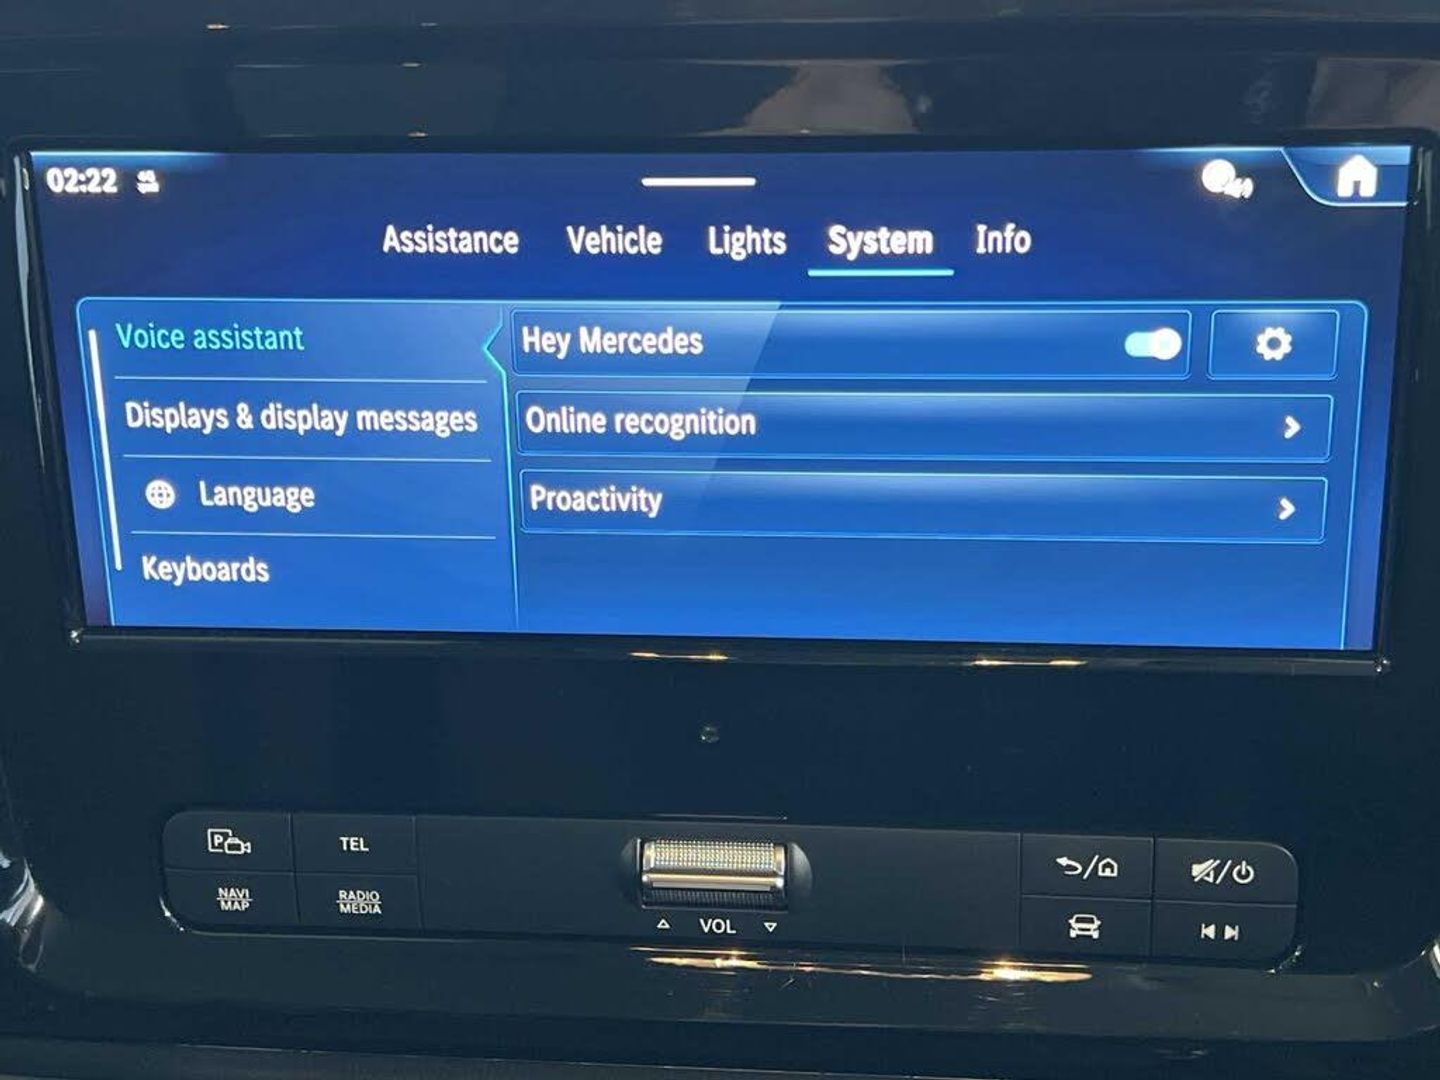 02:22 4G
Assistance Vehicle Lights System Info
Voice assistant
Hey Mercedes
Displays & display messages
Online recognition
Language
Proactivity
Keyboards
P TEL
NAVI
MAP
RADIO
MEDIA
VOL